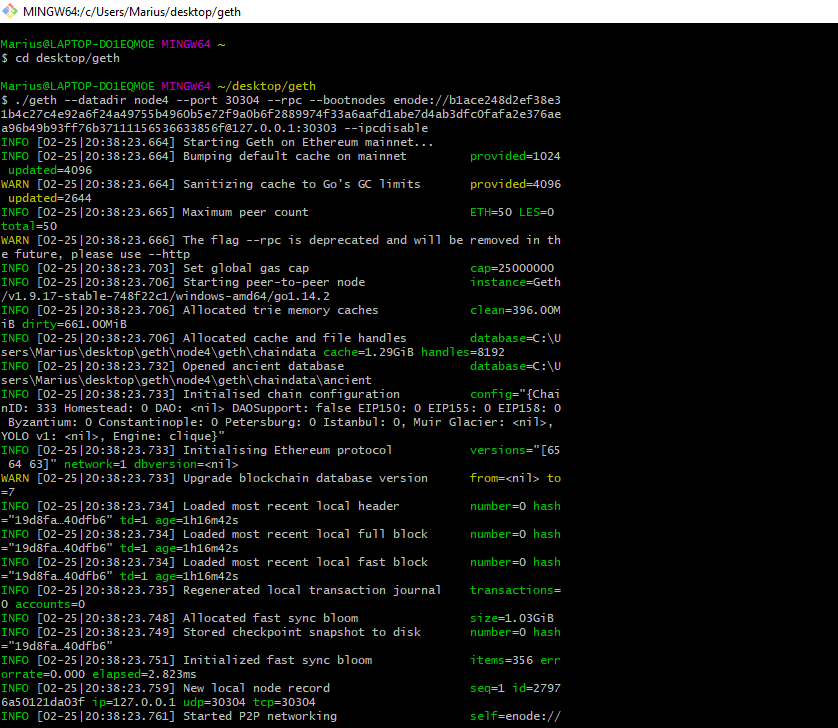 MINGW64:/c/Users/Marius/desktop/geth
Marius@LAPTOP-DO1EQMOE MINGW64 ~
$ cd desktop/geth
Marius@LAPTOP-DO1EQMOE MINGW64 ~/desktop/geth
$ ./geth --datadir node4 --port 30304 --rpc --bootnodes enode://b1ace248d2ef38e3
1b4c27c4e92a6f24a49755b4960b5e72f9a0b6f2889974f33a6aafd1abe7d4ab3dfc0fafa2e376ae
a96b49b93ff76b37111156536633856f@127.0.0.1:30303 --ipcdisable
INFO [02-25|20:38:23.664] Starting Geth on Ethereum mainnet...
INFO [02-25|20:38:23.664] Bumping default cache on mainnet         provided=1024
 updated=4096
WARN [02-25|20:38:23.664] Sanitizing cache to Go's GC limits       provided=4096
 updated=2644
INFO [02-25|20:38:23.665] Maximum peer count                       ETH=50 LES=0
total=50
WARN [02-25|20:38:23.666] The flag --rpc is deprecated and will be removed in th
e future, please use --http
INFO [02-25|20:38:23.703] Set global gas cap                       cap=25000000
INFO [02-25|20:38:23.706] Starting peer-to-peer node               instance=Geth
/v1.9.17-stable-748f22c1/windows-amd64/go1.14.2
INFO [02-25|20:38:23.706] Allocated trie memory caches             clean=396.00M
iB dirty=661.00MiB
INFO [02-25|20:38:23.706] Allocated cache and file handles         database=C:\U
sers\Marius\desktop\geth\node4\geth\chaindata cache=1.29GiB handles=8192
INFO [02-25|20:38:23.732] Opened ancient database                  database=C:\U
sers\Marius\desktop\geth\node4\geth\chaindata\ancient
INFO [02-25|20:38:23.733] Initialised chain configuration          config="{Chai
nID: 333 Homestead: 0 DAO: <nil> DAOSupport: false EIP150: 0 EIP155: 0 EIP158: 0
 Byzantium: 0 Constantinople: 0 Petersburg: 0 Istanbul: 0, Muir Glacier: <nil>,
YOLO v1: <nil>, Engine: clique}"
INFO [02-25|20:38:23.733] Initialising Ethereum protocol           versions="[65
 64 63]" network=1 dbversion=<nil>
WARN [02-25|20:38:23.733] Upgrade blockchain database version      from=<nil> to
=7
INFO [02-25|20:38:23.734] Loaded most recent local header          number=0 hash
="19d8fa…40dfb6" td=1 age=1h16m42s
INFO [02-25|20:38:23.734] Loaded most recent local full block      number=0 hash
="19d8fa…40dfb6" td=1 age=1h16m42s
INFO [02-25|20:38:23.734] Loaded most recent local fast block      number=0 hash
="19d8fa…40dfb6" td=1 age=1h16m42s
INFO [02-25|20:38:23.735] Regenerated local transaction journal    transactions=
0 accounts=0
INFO [02-25|20:38:23.748] Allocated fast sync bloom                size=1.03GiB
INFO [02-25|20:38:23.749] Stored checkpoint snapshot to disk       number=0 hash
="19d8fa…40dfb6"
INFO [02-25|20:38:23.751] Initialized fast sync bloom              items=356 err
orrate=0.000 elapsed=2.823ms
INFO [02-25|20:38:23.759] New local node record                    seq=1 id=2797
6a50121da03f ip=127.0.0.1 udp=30304 tcp=30304
INFO [02-25|20:38:23.761] Started P2P networking                   self=enode://